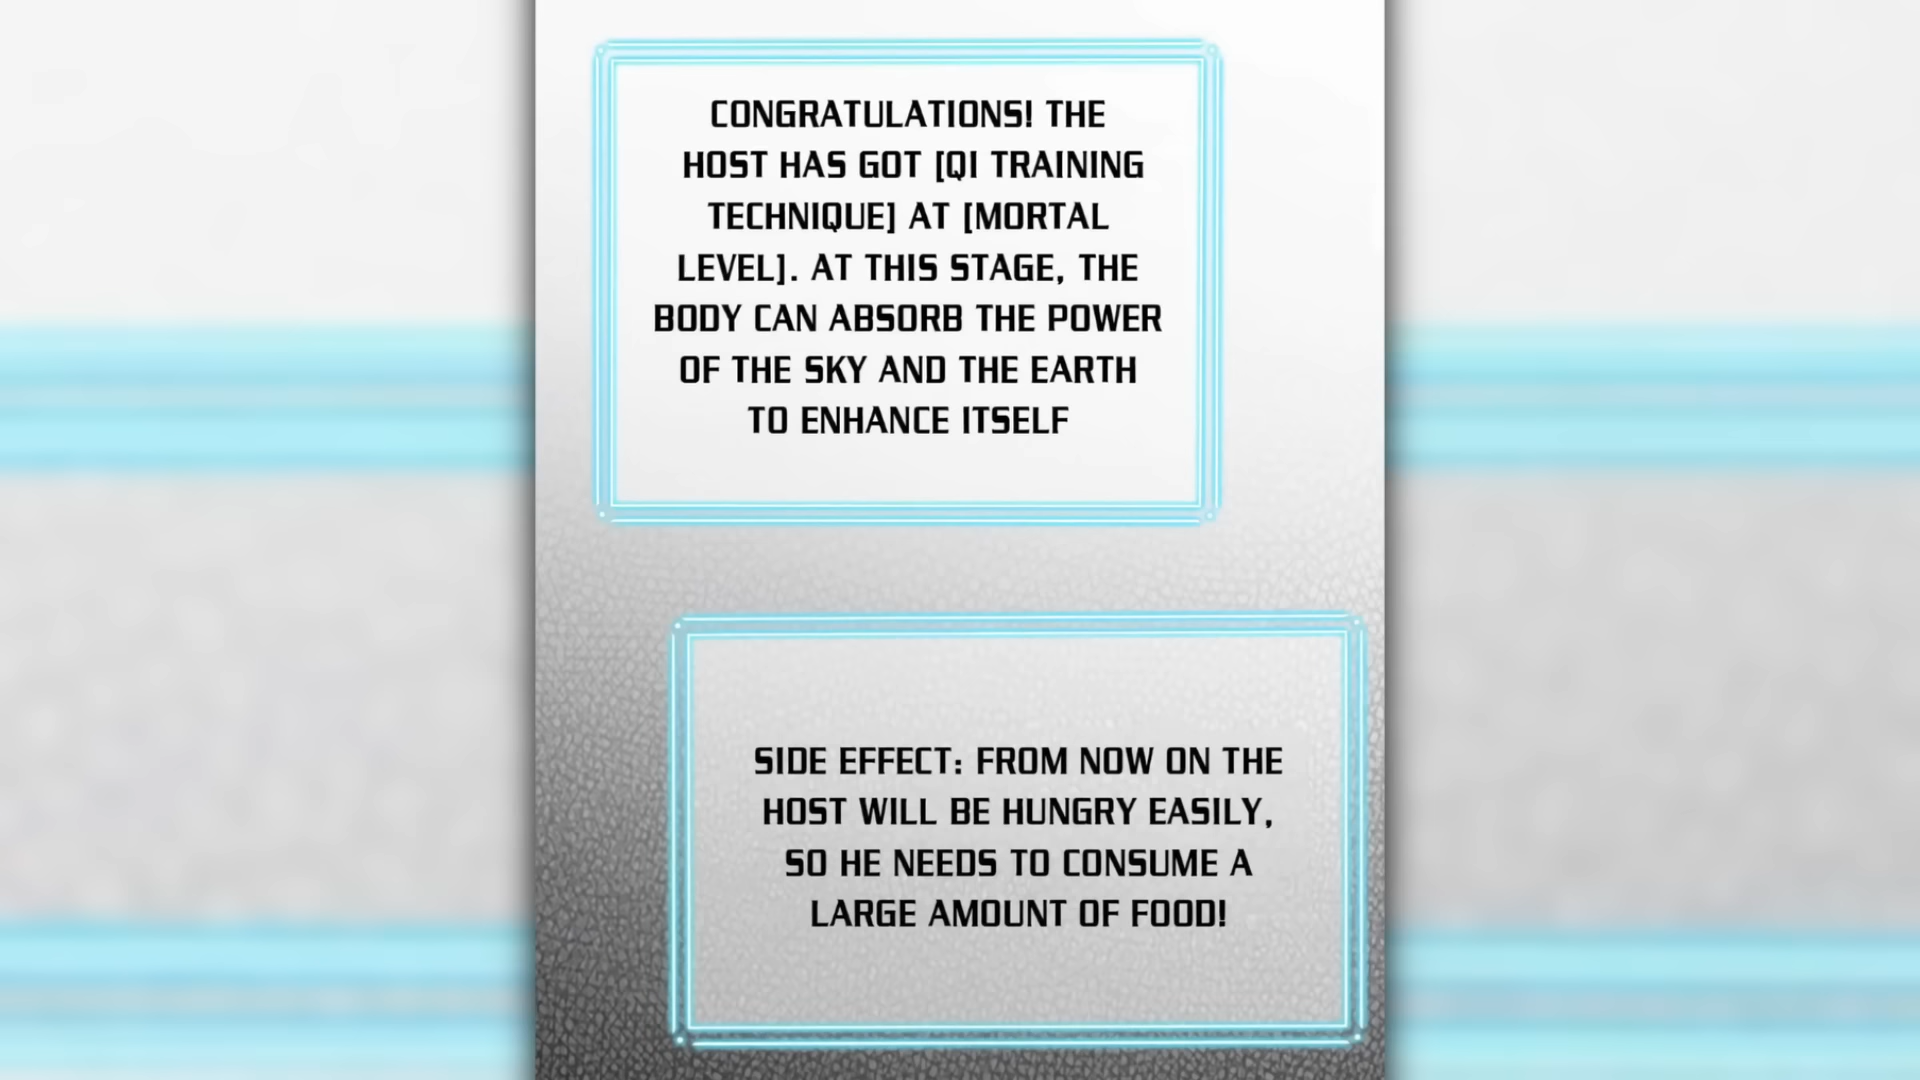 CONGRATULATIONS! THE
HOST HAS GOT [QI TRAINING
TECHNIQUE] AT [MORTAL
LEVEL]. AT THIS STAGE, THE
BODY CAN ABSORB THE POWER
OF THE SKY AND THE EARTH
TO ENHANCE ITSELF
SIDE EFFECT: FROM NOW ON THE
HOST WILL BE HUNGRY EASILY,
SO HE NEEDS TO CONSUME A
LARGE AMOUNT OF FOOD!